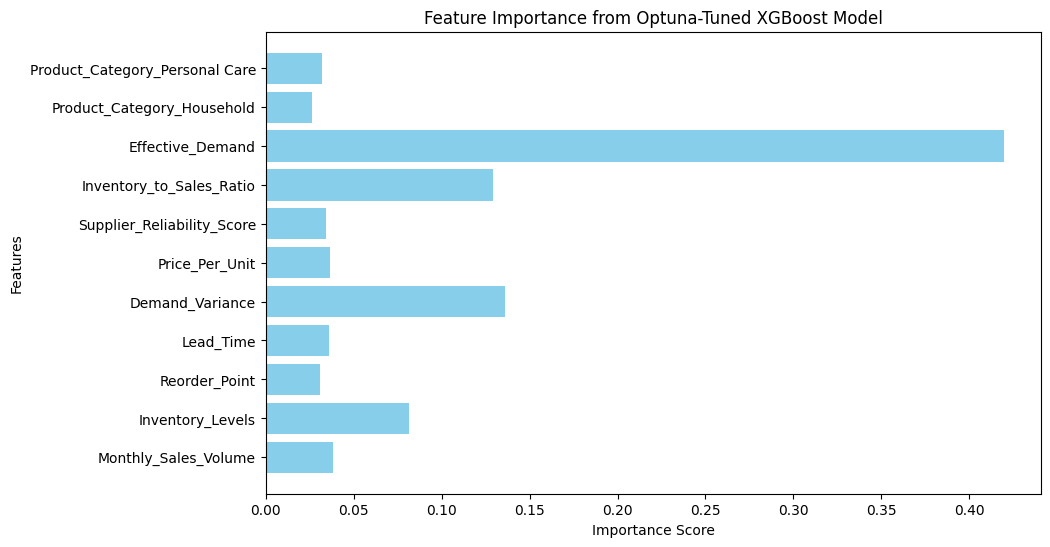 Feature Importance from Optuna-Tuned XGBoost Model
Features
Product_Category_Personal Care
Product_Category_Household
Effective_Demand
Inventory_to_Sales_Ratio
Supplier_Reliability_Score
Price_Per_Unit
Demand_Variance
Lead_Time
Reorder_Point
Inventory_Levels
Monthly_Sales_Volume
0.00 0.05 0.10 0.15 0.20 0.25 0.30 0.35 0.40
Importance Score